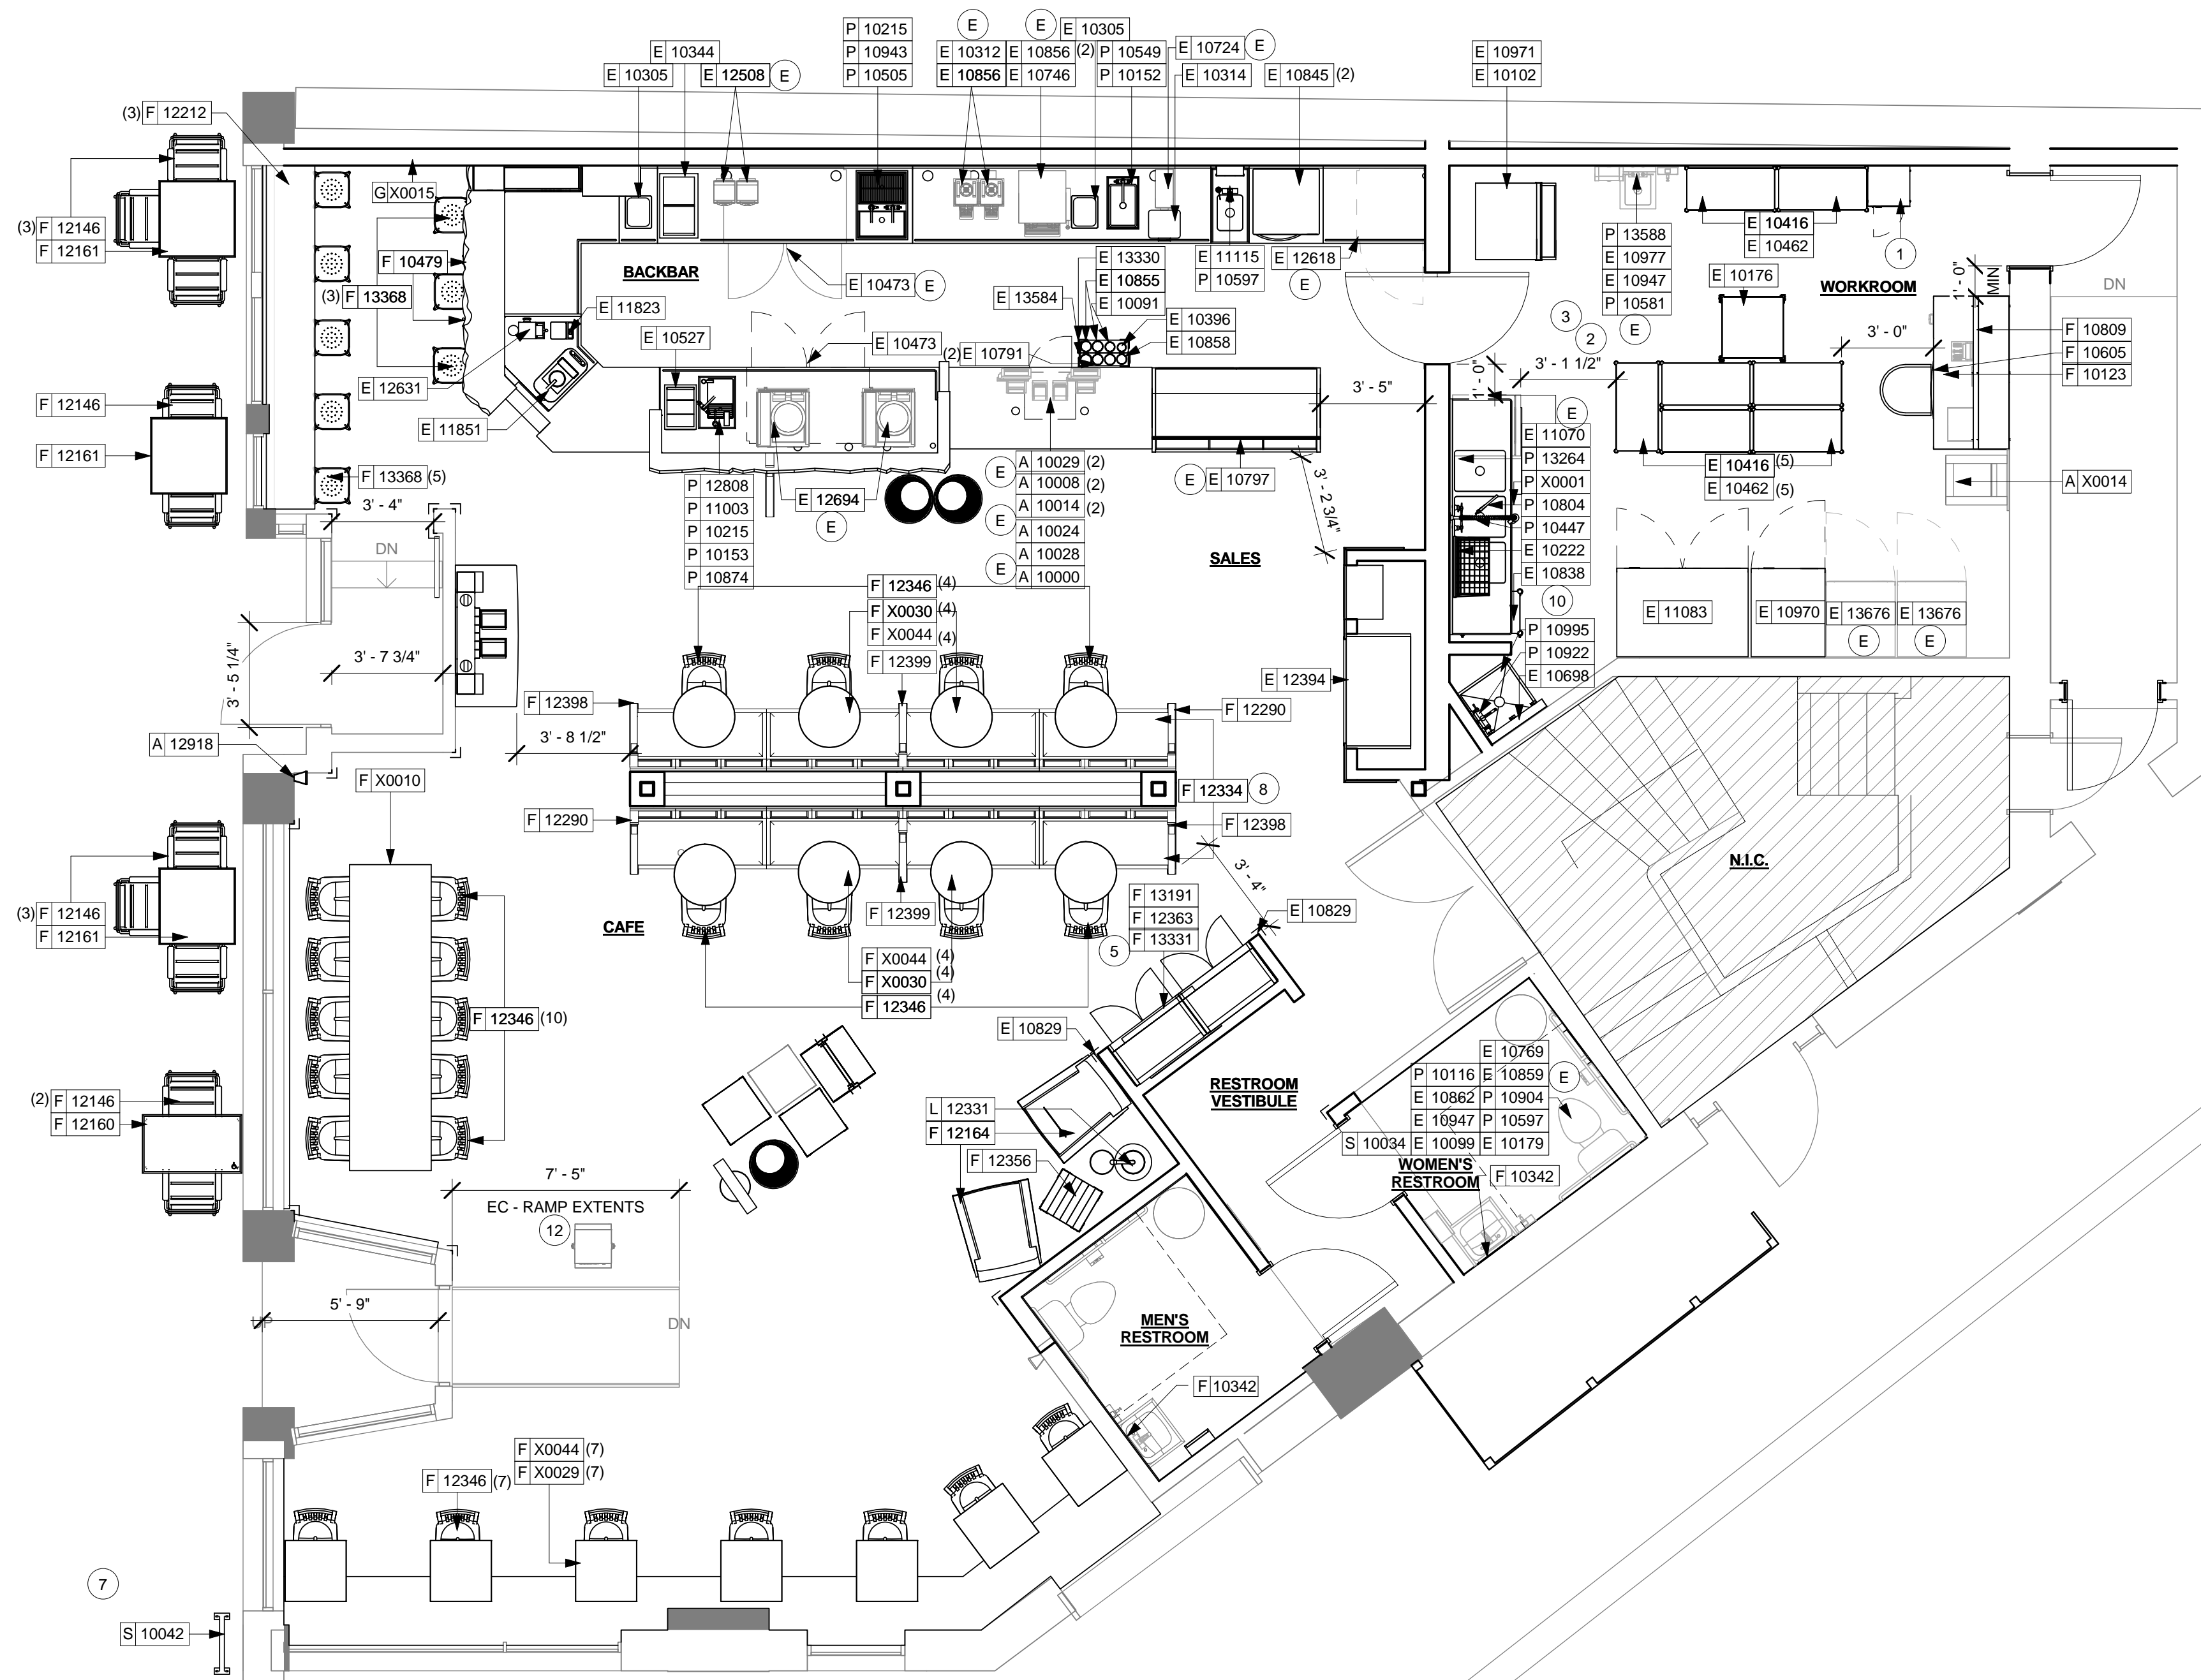 P 10215
P 10943
P 10505
E
E 10312
E 10856
E
E 10856 (2)
E 10746
E 10305
P 10549
P 10152
E 10724 E
E 10314
E 10845 (2)
E 10971
E 10102
E 10344
E 10305
E 12508 E
(3) F 12212
G X0015
(3) F 12146
F 12161
F 10479
(3) F 13368
BACKBAR
E 10473 E
E 11823
E 10527
E 10473
(2) E 10791
E 13584
E 13330
E 10855
E 10091
E 10396
E 10858
E 11115
P 10597
E 12618
E
P 13588
E 10977
E 10947
P 10581
E
E 10416
E 10462
1
E 10176
WORKROOM
1' - 0"
MIN
DN
3
2
3' - 0"
3' - 1 1/2"
F 10809
F 10605
F 10123
E 12631
E 11851
F 12146
F 12161
F 13368 (5)
3' - 4"
DN
3' - 5"
1' - 0"
3' - 2 3/4"
P 12808
P 11003
P 10215
P 10153
P 10874
E 12694
E
E
A 10029 (2)
A 10008 (2)
A 10014 (2)
E
A 10024
A 10028
E
A 10000
E E 10797
E
E 11070
P 13264
P X0001
P 10804
P 10447
E 10222
E 10838
10
E 10416 (5)
E 10462 (5)
A X0014
SALES
P 10995
P 10922
E 10698
E 11083
E 10970
E 13676
E
E 13676
E
F 12346 (4)
F X0030 (4)
F X0044 (4)
F 12399
3' - 5 1/4"
3' - 7 3/4"
A 12918
F 12398
F 12290
3' - 8 1/2"
E 12394
F X0010
F 12334 8
F 12290
F 12398
3' - 4"
N.I.C.
(3) F 12146
F 12161
CAFE
F 12399
F 13191
F 12363
F 13331
5
E 10829
F X0044 (4)
F X0030 (4)
F 12346 (4)
F 12346 (10)
E 10829
(2) F 12146
F 12160
L 12331
F 12164
F 12356
RESTROOM
VESTIBULE
E 10769
P 10116 E 10859 E
E 10862 P 10904
E 10947 P 10597
S 10034 E 10099 E 10179
WOMEN'S
RESTROOM
F 10342
7' - 5"
EC - RAMP EXTENTS
12
5' - 9"
DN
MEN'S
RESTROOM
F 10342
F X0044 (7)
F X0029 (7)
F 12346 (7)
7
S 10042